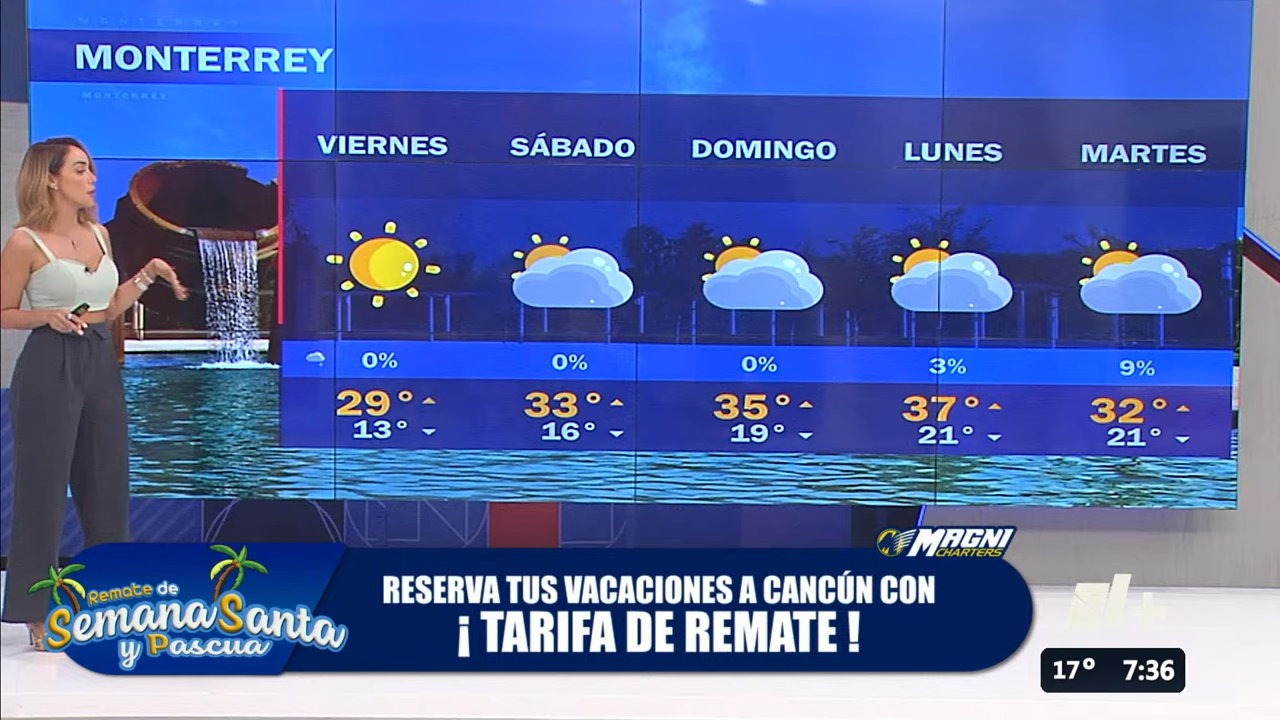 MONTERREY
MONTERREY
MONTERREY
VIERNES SÁBADO DOMINGO LUNES MARTES
0% 0% 0% 3% 9%
29° 33° 35° 37° 32°
13° 16° 19° 21° 21°
MAGNI
CHARTERS
Remate de
Semana Santa
y Pascua
RESERVA TUS VACACIONES A CANCÚN CON
¡ TARIFA DE REMATE !
17° 7:36